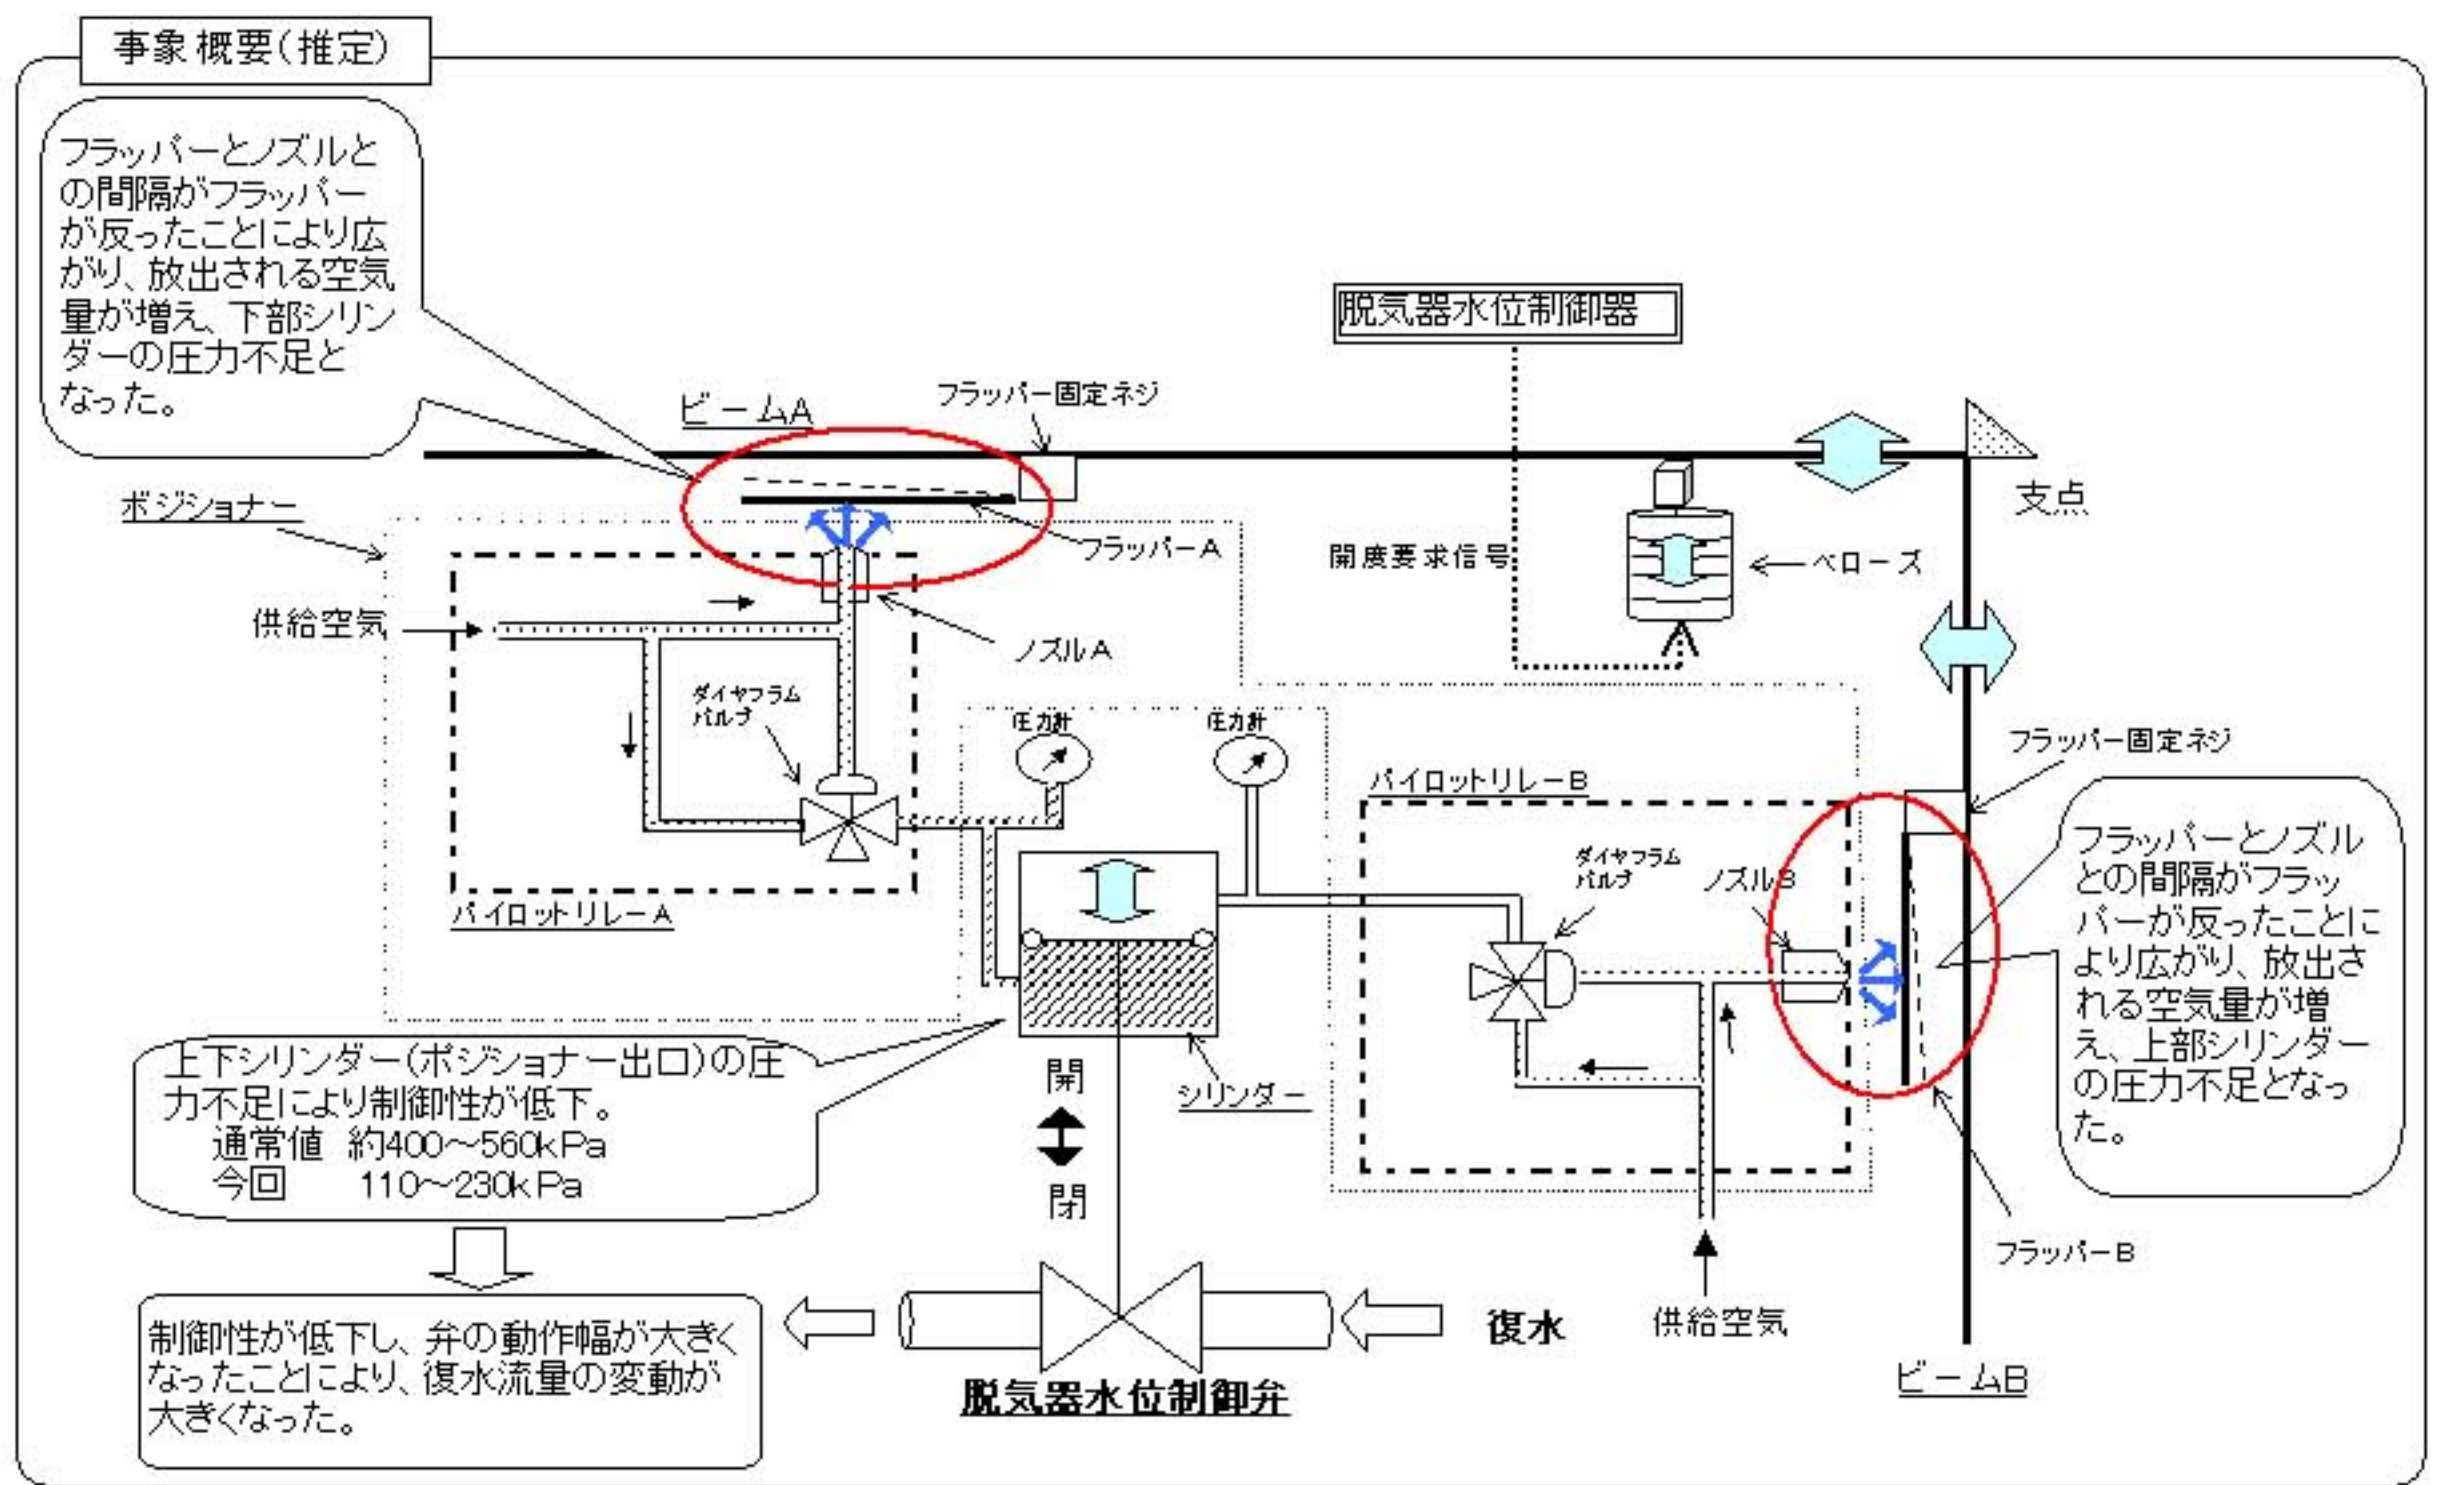 事象概要(推定)
フラッパーとノズルと
の間隔がフラッパー
が反ったことにより広
がり、放出される空気
量が増え、下部シリン
ダーの圧力不足と
なった。
脱気器水位制御器
ビームA
フラッパー固定ネジ
支点
ポジショナー
フラッパーA
開度要求信号
ベローズ
供給空気
ノズルA
ダイヤフラム
バルブ
圧力計
圧力計
フラッパー固定ネジ
パイロットリレーB
パイロットリレーA
ダイヤフラム
バルブ
ノズルB
フラッパーとノズル
との間隔がフラッ
パーが反ったことに
より広がり、放出さ
れる空気量が増
え、上部シリンダー
の圧力不足となっ
た。
上下シリンダー(ポジショナー出口)の圧
力不足により制御性が低下。
通常値 約400～560kPa
今回 110～230kPa
開
閉
シリンダー
フラッパーB
供給空気
復水
脱気器水位制御弁
ビームB
制御性が低下し、弁の動作幅が大きく
なったことにより、復水流量の変動が
大きくなった。